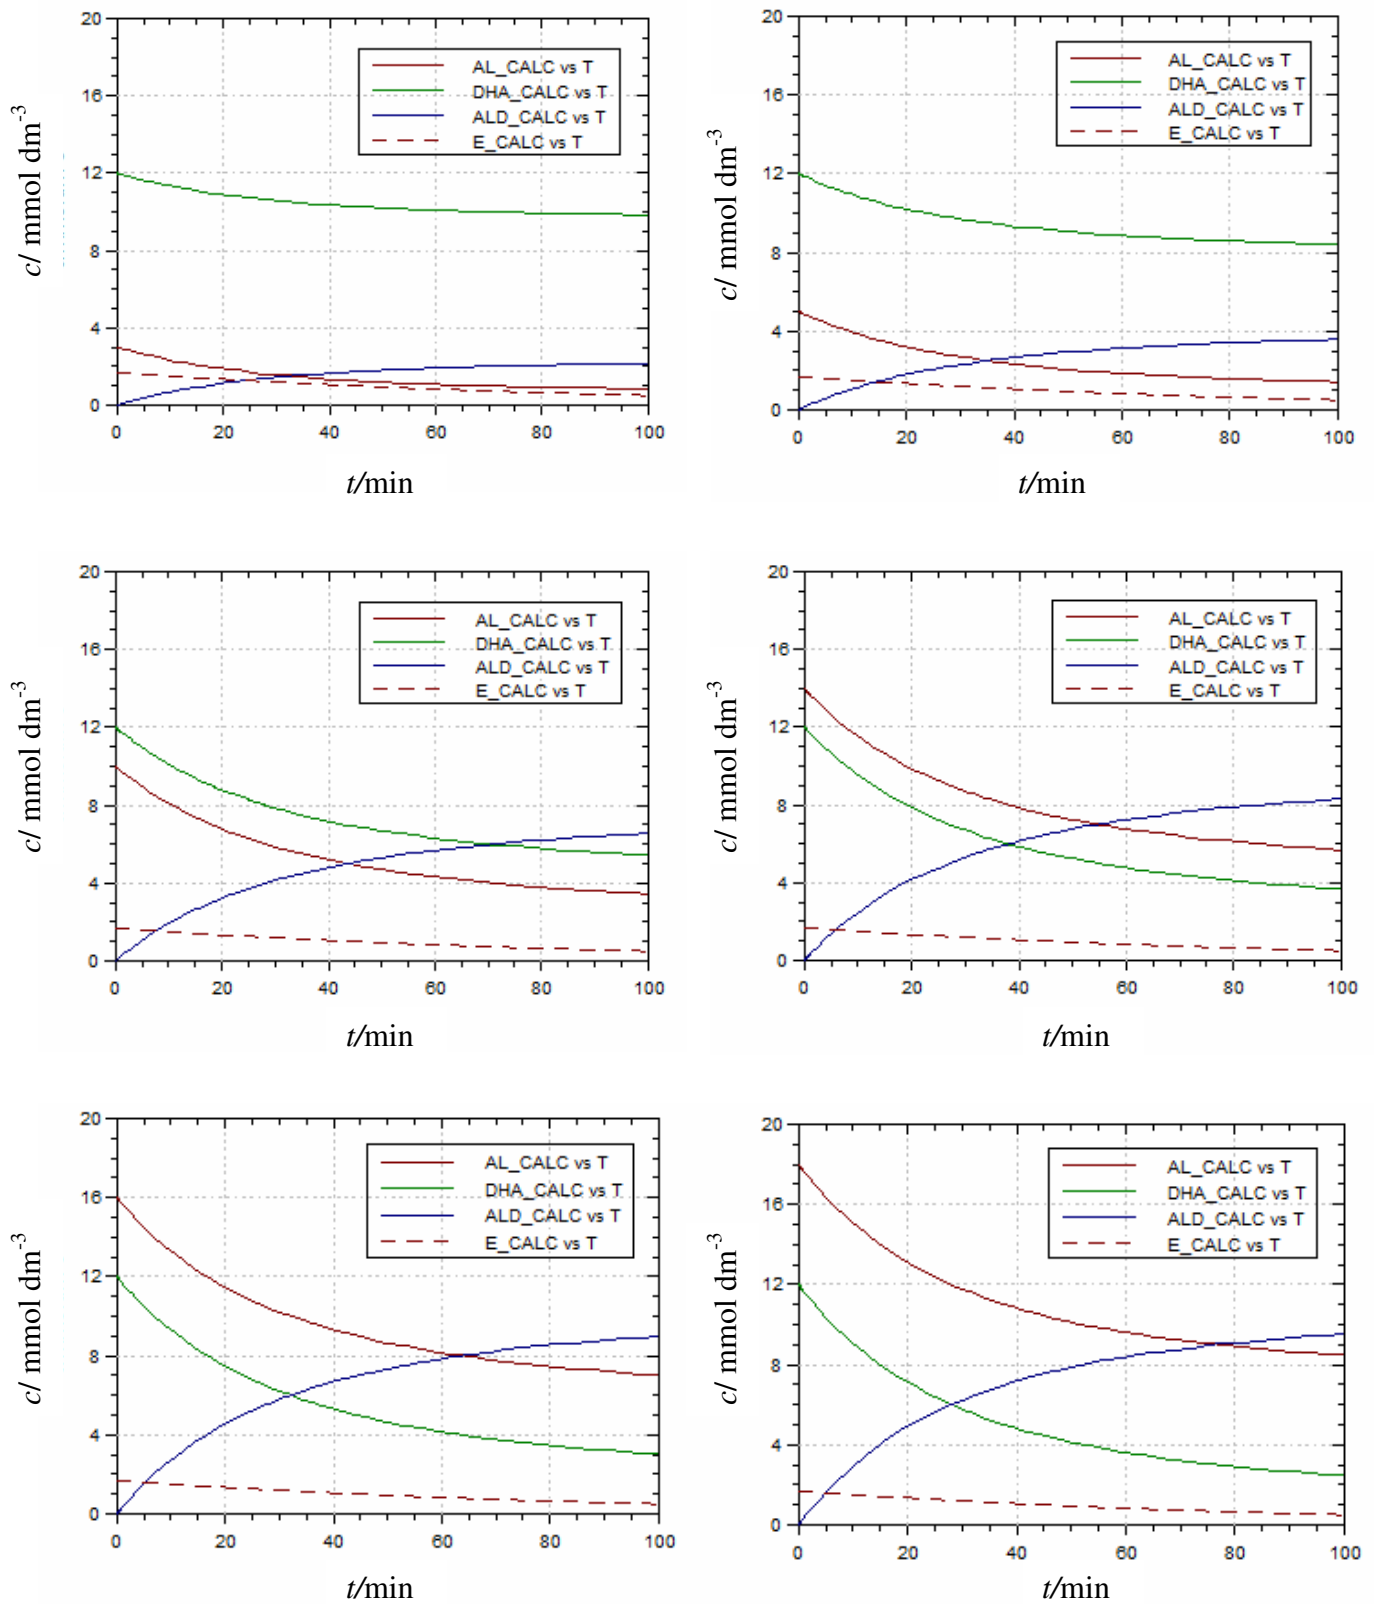 20
16
12
8
4
0
c/ mmol dm-3
AL_CALC vs T
DHA_CALC vs T
ALD_CALC vs T
E_CALC vs T
0 20 40 60 80 100
t/min
20
16
12
8
4
0
c/ mmol dm-3
AL_CALC vs T
DHA_CALC vs T
ALD_CALC vs T
E_CALC vs T
0 20 40 60 80 100
t/min
20
16
12
8
4
0
c/ mmol dm-3
AL_CALC vs T
DHA_CALC vs T
ALD_CALC vs T
E_CALC vs T
0 20 40 60 80 100
t/min
20
16
12
8
4
0
c/ mmol dm-3
AL_CALC vs T
DHA_CALC vs T
ALD_CALC vs T
E_CALC vs T
0 20 40 60 80 100
t/min
20
16
12
8
4
0
c/ mmol dm-3
AL_CALC vs T
DHA_CALC vs T
ALD_CALC vs T
E_CALC vs T
0 20 40 60 80 100
t/min
20
16
12
8
4
0
c/ mmol dm-3
AL_CALC vs T
DHA_CALC vs T
ALD_CALC vs T
E_CALC vs T
0 20 40 60 80 100
t/min